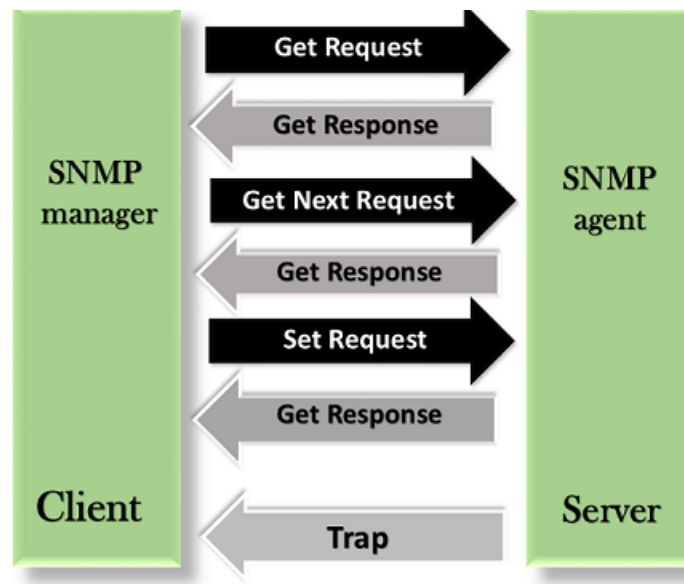 Get Request
Get Response
SNMP
manager
Get Next Request
SNMP
agent
Get Response
Set Request
Get Response
Client
Trap
Server